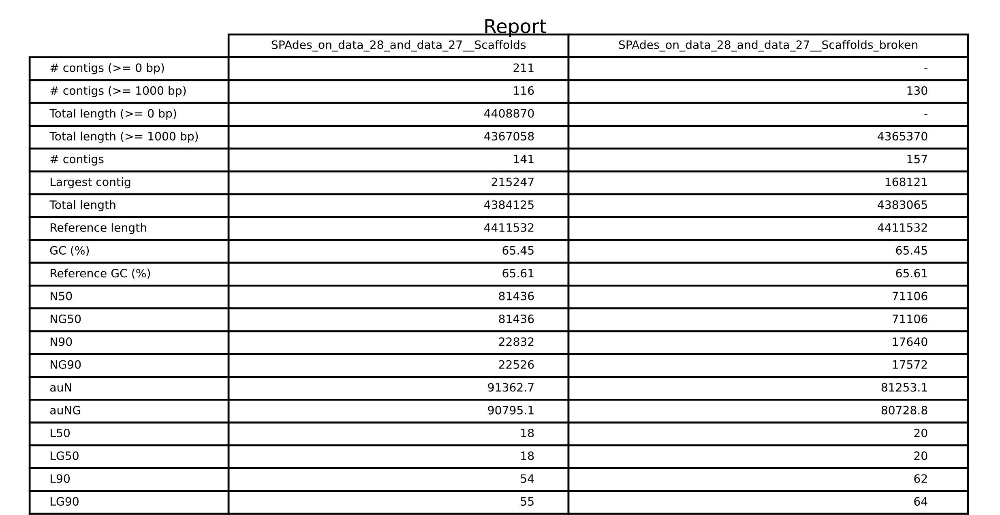 Report
SPAdes_on_data_28_and_data_27__Scaffolds SPAdes_on_data_28_and_data_27__Scaffolds_broken
# contigs (>= 0 bp) 211 -
# contigs (>= 1000 bp) 116 130
Total length (>= 0 bp) 4408870 -
Total length (>= 1000 bp) 4367058 4365370
# contigs 141 157
Largest contig 215247 168121
Total length 4384125 4383065
Reference length 4411532 4411532
GC (%) 65.45 65.45
Reference GC (%) 65.61 65.61
N50 81436 71106
NG50 81436 71106
N90 22832 17640
NG90 22526 17572
auN 91362.7 81253.1
auNG 90795.1 80728.8
L50 18 20
LG50 18 20
L90 54 62
LG90 55 64